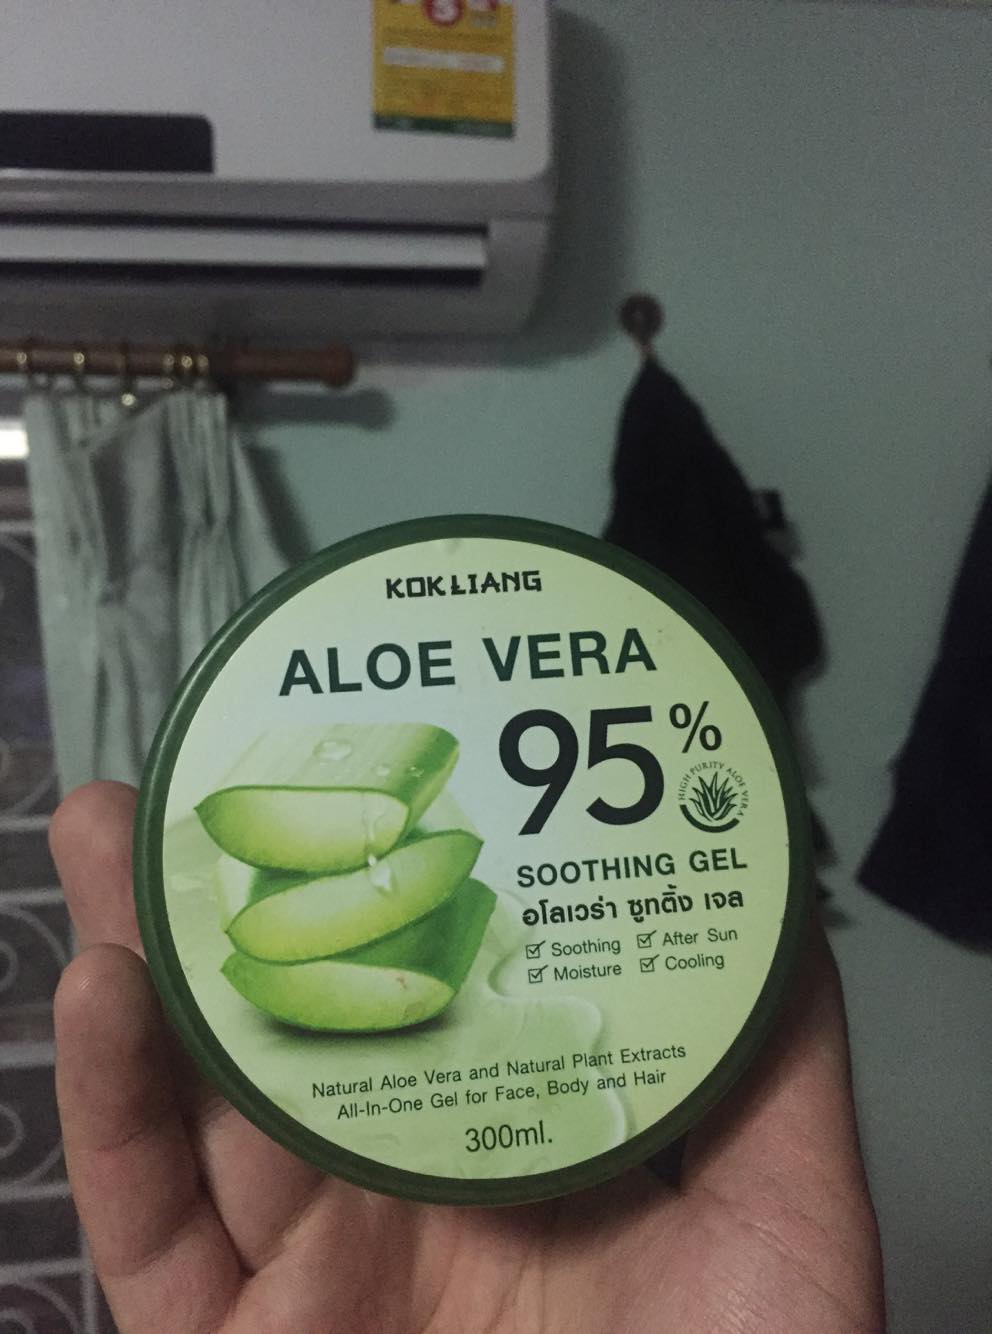 KOKLIANG
ALOE VERA
95%
HIGH PURITY ALOE VERA
SOOTHING GEL
อโลเวร่า ซูทติ้ง เจล
☑ Soothing ☑ After Sun
☑ Moisture ☑ Cooling
Natural Aloe Vera and Natural Plant Extracts
All-In-One Gel for Face, Body and Hair
300ml.